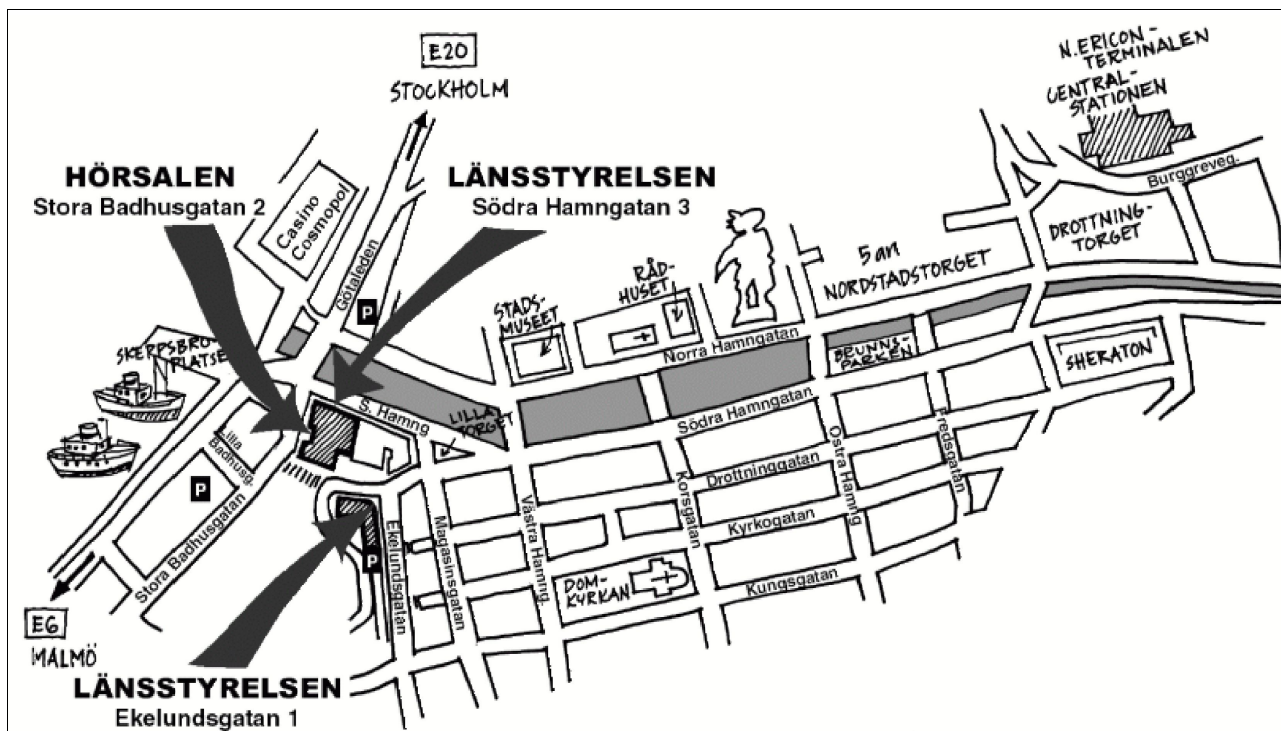 E20
STOCKHOLM
N. ERICON-
TERMINALEN
CENTRAL-
STATIONEN
HÖRSALEN
Stora Badhusgatan 2
LÄNSSTYRELSEN
Södra Hamngatan 3
Burggreveg.
Casino
Cosmopol
Götaleden
P
DROTTNING-
TORGET
5an
NORDSTADSTORGET
RÅD-
HUSET
STADS-
MUSEET
Norra Hamngatan
BRUNNS-
PARKEN
SHERATON
SKEPPSBRO-
PLATSE
S. Hamng
LILLA
TORGET
Södra Hamngatan
Lilla
Badhusg.
P
Stora Badhusgatan
Drottninggatan
Fredsgatan
Östra Hamng
Korsgatan
Kyrkogatan
Västra Hamng.
Magasinsgatan
Ekelundsgatan
P
DOM-
KYRKAN
Kungsgatan
E6
MALMÖ
LÄNSSTYRELSEN
Ekelundsgatan 1